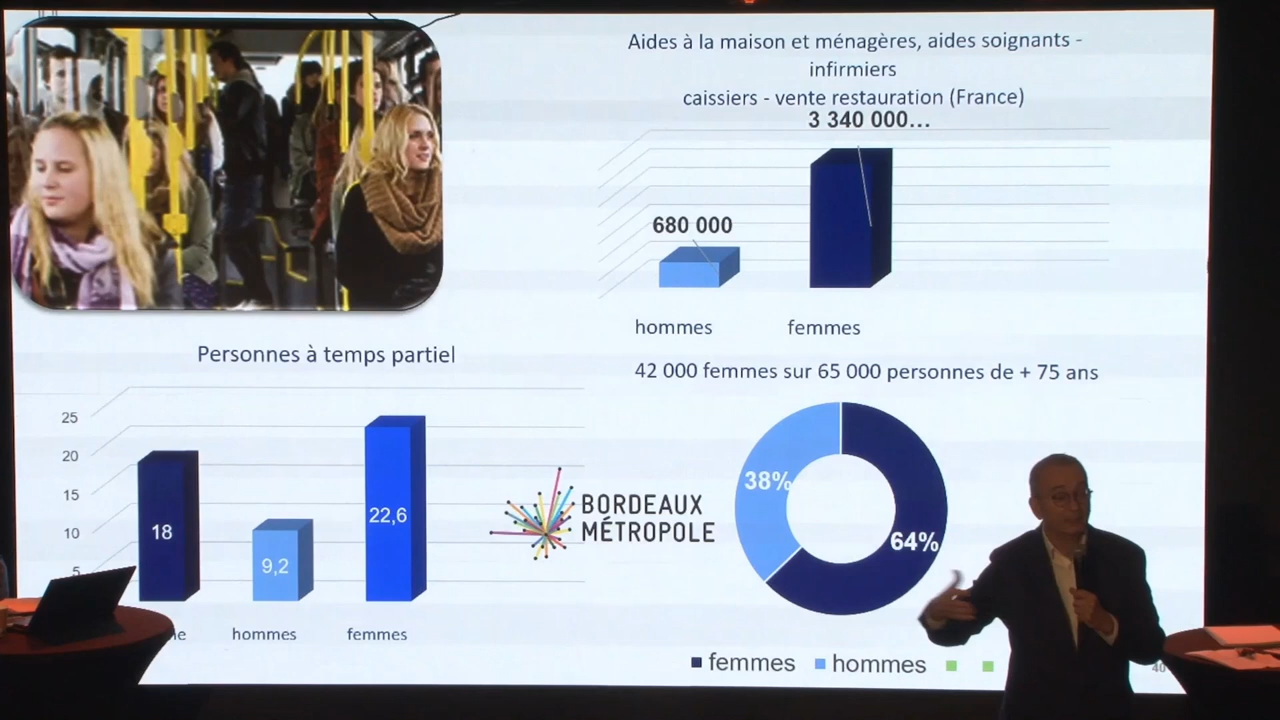 Aides à la maison et ménagères, aides soignants -
infirmiers
caissiers - vente restauration (France)
3 340 000...
680 000
hommes
femmes
Personnes à temps partiel
25
20
15
10
5
18
9,2
22,6
hommes
femmes
BORDEAUX
MÉTROPOLE
42 000 femmes sur 65 000 personnes de + 75 ans
38%
64%
femmes
hommes
40